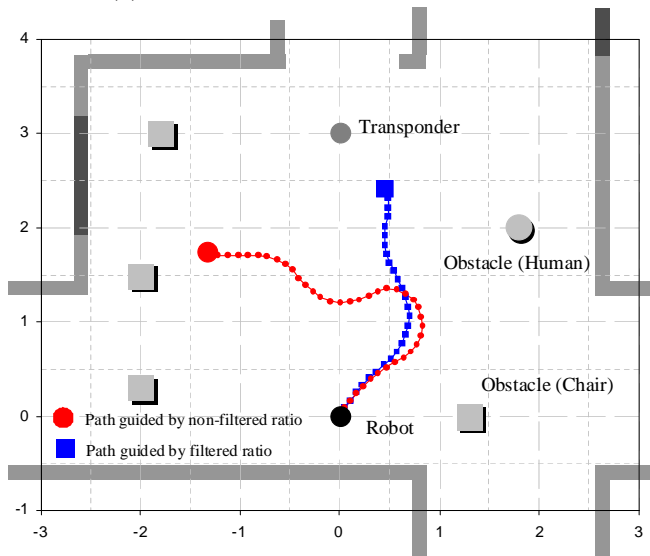 4
3
Transponder
2
Obstacle (Human)
1
Obstacle (Chair)
Path guided by non-filtered ratio
0
Robot
Path guided by filtered ratio
-1
-3 -2 -1 0 1 2 3